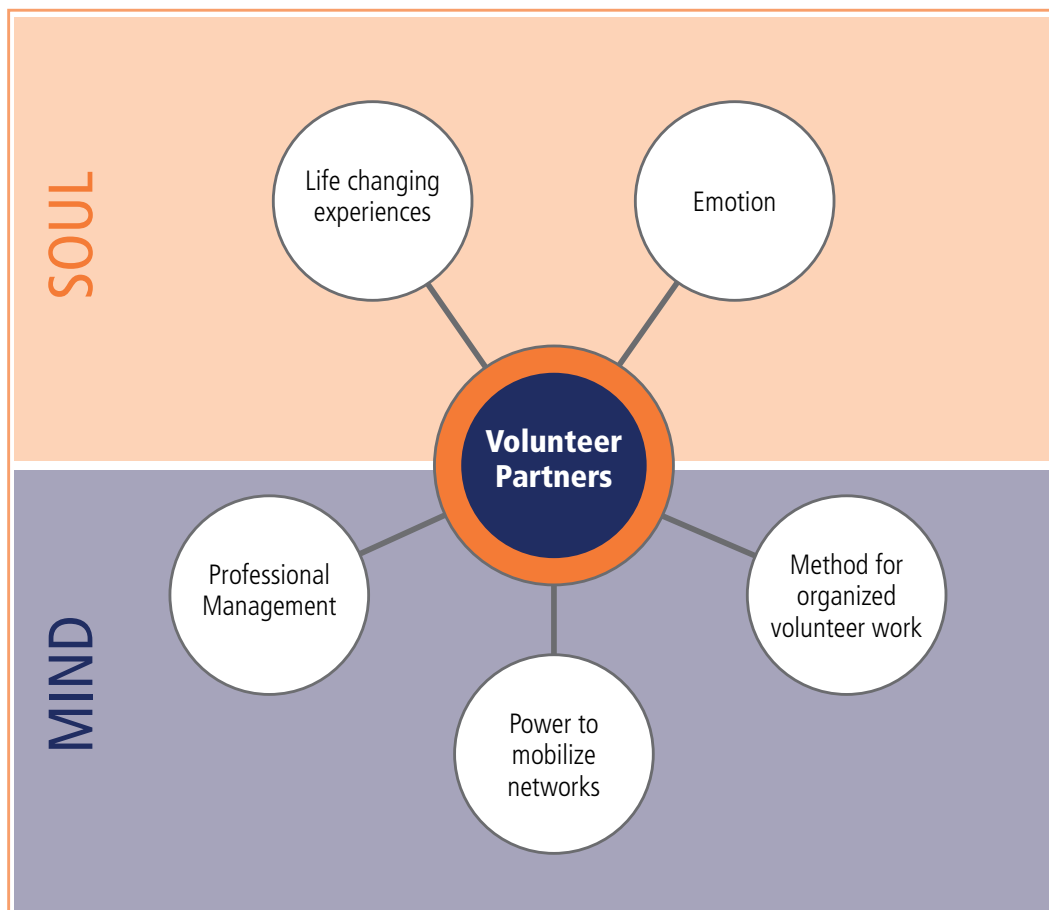 SOUL
Life changing
experiences
Emotion
Volunteer
Partners
MIND
Professional
Management
Power to
mobilize
networks
Method for
organized
volunteer work